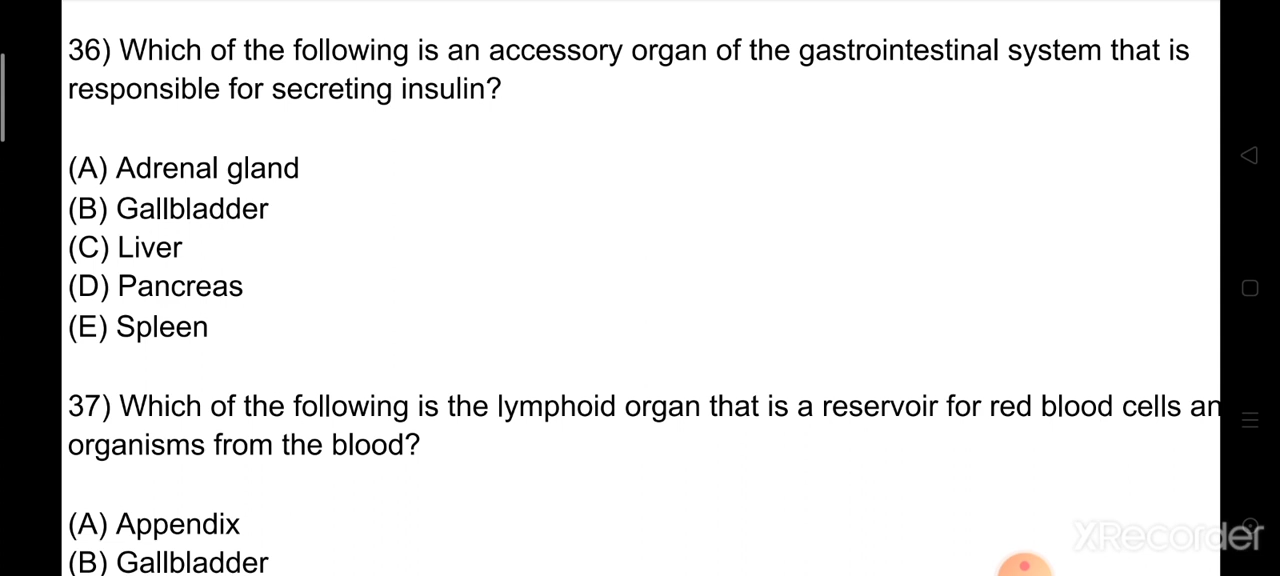 36) Which of the following is an accessory organ of the gastrointestinal system that is
responsible for secreting insulin?
(A) Adrenal gland
(B) Gallbladder
(C) Liver
(D) Pancreas
(E) Spleen
37) Which of the following is the lymphoid organ that is a reservoir for red blood cells an
organisms from the blood?
(A) Appendix
(B) Gallbladder
XRecorder